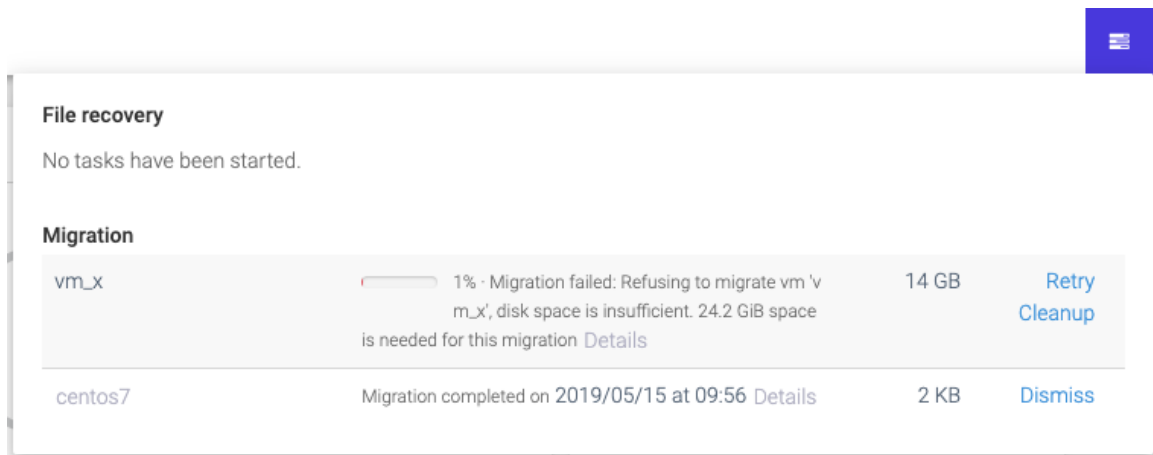 File recovery
No tasks have been started.
Migration
vm_x 1% · Migration failed: Refusing to migrate vm 'v 14 GB Retry
m_x', disk space is insufficient. 24.2 GiB space Cleanup
is needed for this migration Details
centos7 Migration completed on 2019/05/15 at 09:56 Details 2 KB Dismiss